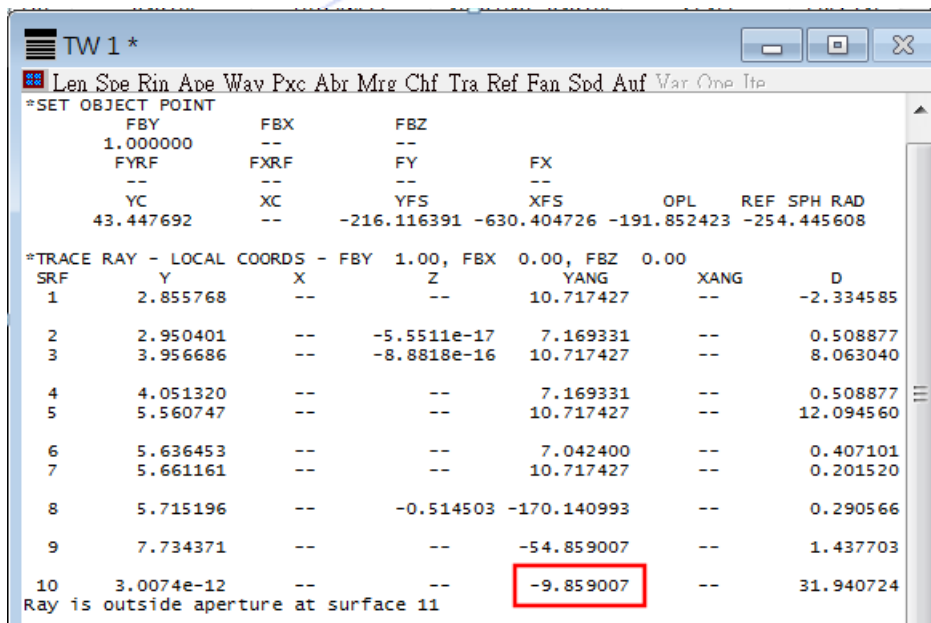 TW 1 *
Len Spe Rin Ape Wav Pxc Abr Mrg Chf Tra Ref Fan Spd Auf Var Ope Ite
*SET OBJECT POINT
FBY FBX FBZ
1.000000 -- --
FYRF FXRF FY FX
-- -- -- --
YC XC YFS XFS OPL REF SPH RAD
43.447692 -- -216.116391 -630.404726 -191.852423 -254.445608
*TRACE RAY - LOCAL COORDS - FBY 1.00, FBX 0.00, FBZ 0.00
SRF Y X Z YANG XANG D
1 2.855768 -- -- 10.717427 -- -2.334585
2 2.950401 -- -5.5511e-17 7.169331 -- 0.508877
3 3.956686 -- -8.8818e-16 10.717427 -- 8.063040
4 4.051320 -- -- 7.169331 -- 0.508877
5 5.560747 -- -- 10.717427 -- 12.094560
6 5.636453 -- -- 7.042400 -- 0.407101
7 5.661161 -- -- 10.717427 -- 0.201520
8 5.715196 -- -0.514503 -170.140993 -- 0.290566
9 7.734371 -- -- -54.859007 -- 1.437703
10 3.0074e-12 -- -- -9.859007 -- 31.940724
Ray is outside aperture at surface 11